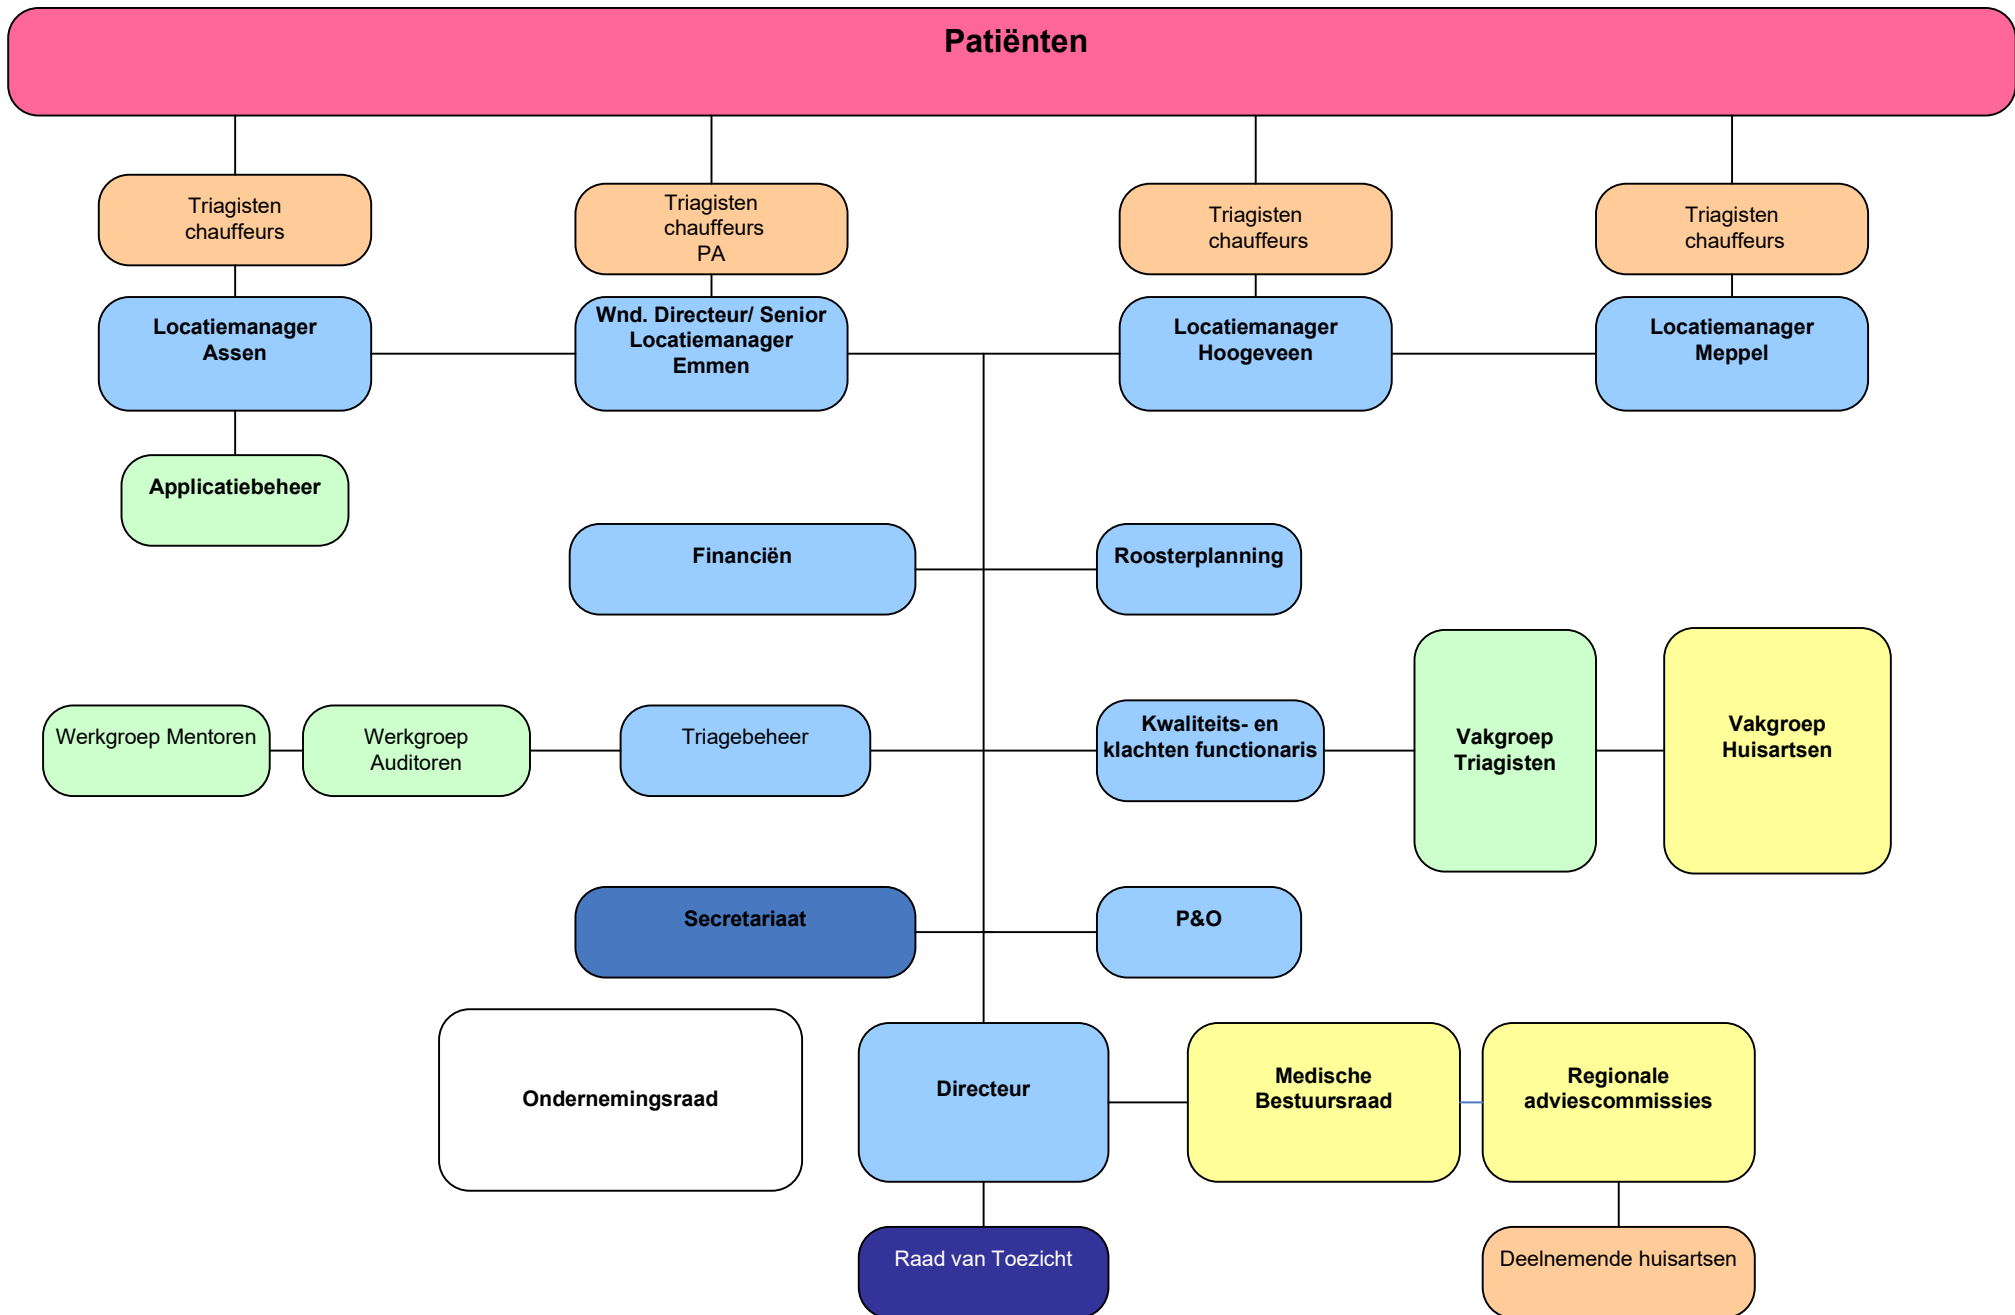 Patiënten
Triagisten
chauffeurs
Triagisten
chauffeurs
PA
Triagisten
chauffeurs
Triagisten
chauffeurs
Locatiemanager
Assen
Wnd. Directeur/ Senior
Locatiemanager
Emmen
Locatiemanager
Hoogeveen
Locatiemanager
Meppel
Applicatiebeheer
Financiën
Roosterplanning
Werkgroep Mentoren
Werkgroep
Auditoren
Triagebeheer
Kwaliteits- en
klachten functionaris
Vakgroep
Triagisten
Vakgroep
Huisartsen
Secretariaat
P&O
Ondernemingsraad
Directeur
Medische
Bestuursraad
Regionale
adviescommissies
Raad van Toezicht
Deelnemende huisartsen